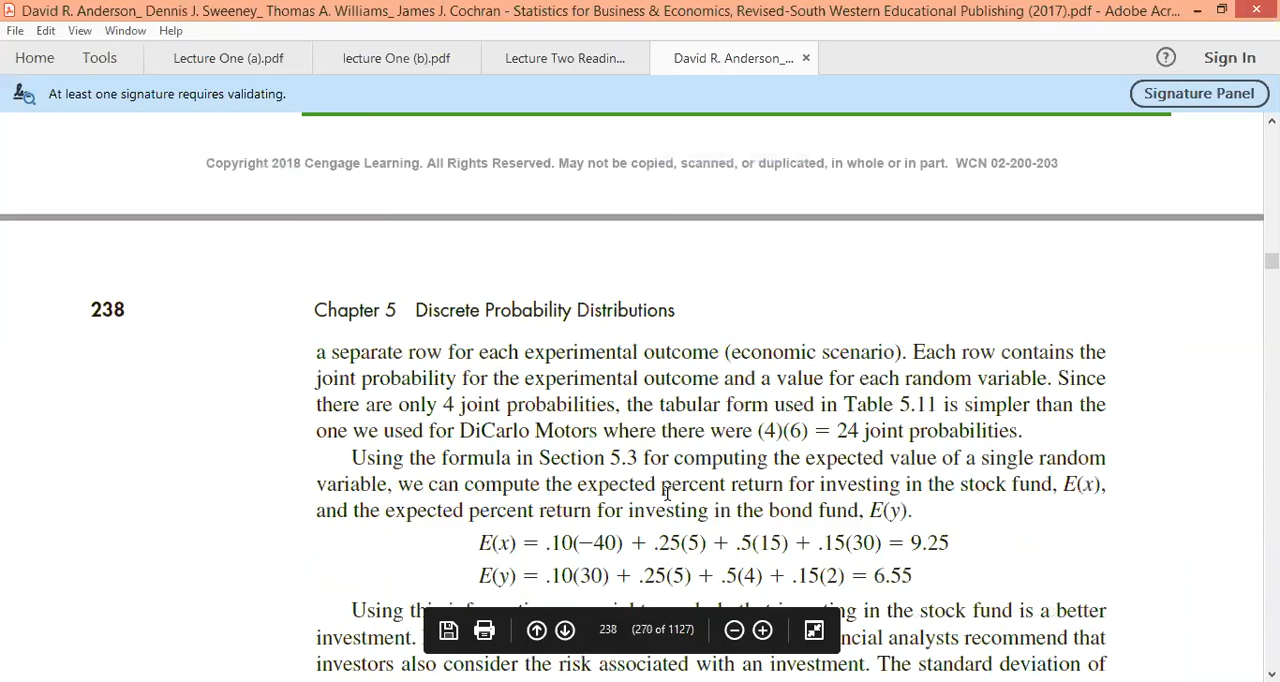 David R. Anderson_ Dennis J. Sweeney_ Thomas A. Williams_ James J. Cochran - Statistics for Business & Economics, Revised-South Western Educational Publishing (2017).pdf - Adobe Acr...
File Edit View Window Help
Home Tools Lecture One (a).pdf lecture One (b).pdf Lecture Two Readin... David R. Anderson_... × ? Sign In
At least one signature requires validating. Signature Panel
Copyright 2018 Cengage Learning. All Rights Reserved. May not be copied, scanned, or duplicated, in whole or in part. WCN 02-200-203
238 Chapter 5 Discrete Probability Distributions
a separate row for each experimental outcome (economic scenario). Each row contains the
joint probability for the experimental outcome and a value for each random variable. Since
there are only 4 joint probabilities, the tabular form used in Table 5.11 is simpler than the
one we used for DiCarlo Motors where there were (4)(6) = 24 joint probabilities.
Using the formula in Section 5.3 for computing the expected value of a single random
variable, we can compute the expected percent return for investing in the stock fund, E(x),
and the expected percent return for investing in the bond fund, E(y).
E(x) = .10(−40) + .25(5) + .5(15) + .15(30) = 9.25
E(y) = .10(30) + .25(5) + .5(4) + .15(2) = 6.55
Using in the stock fund is a better
investment. analysts recommend that
238 (270 of 1127)
investors also consider the risk associated with an investment. The standard deviation of